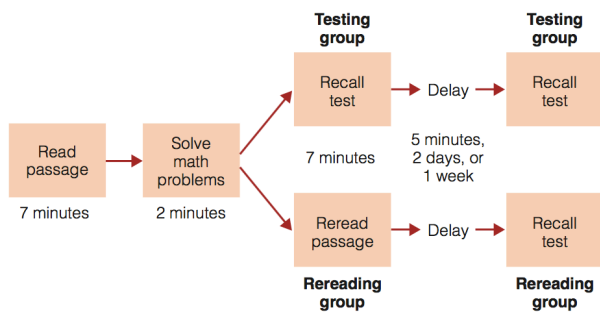 Testing
group
Testing
group
Recall
test
Delay
Recall
test
Read
passage
Solve
math
problems
7 minutes
5 minutes,
2 days, or
1 week
7 minutes
2 minutes
Reread
passage
Delay
Recall
test
Rereading
group
Rereading
group